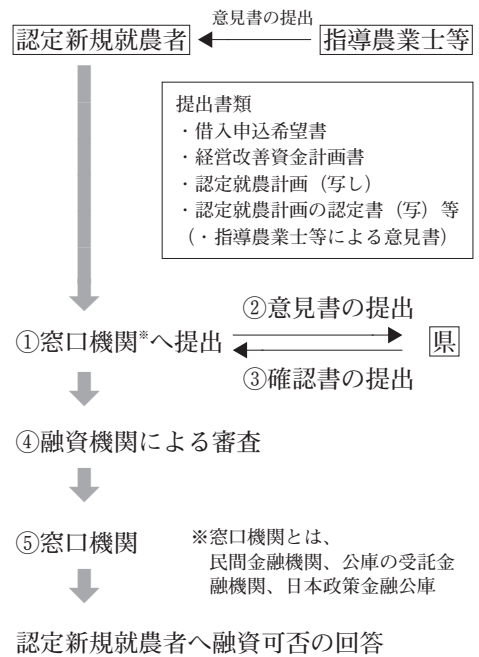 意見書の提出
認定新規就農者
指導農業士等
提出書類
・借入申込希望書
・経営改善資金計画書
・認定就農計画（写し）
・認定就農計画の認定書（写）等
（・指導農業士等による意見書）
②意見書の提出
①窓口機関※へ提出
県
③確認書の提出
④融資機関による審査
⑤窓口機関
※窓口機関とは、
民間金融機関、公庫の受託金
融機関、日本政策金融公庫
認定新規就農者へ融資可否の回答